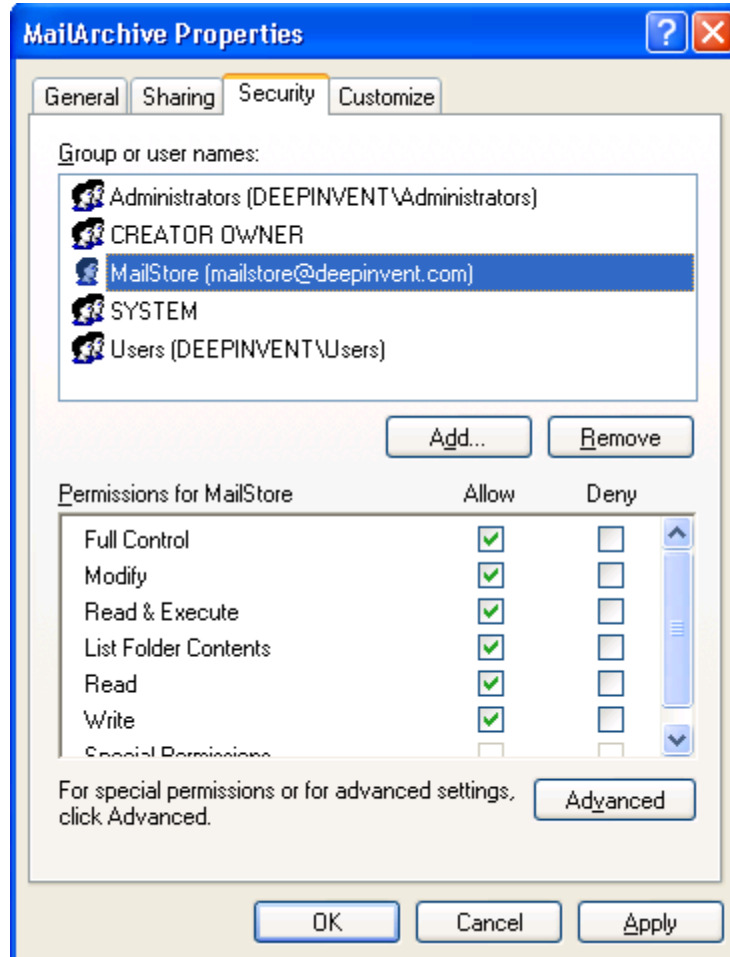 MailArchive Properties
General Sharing Security Customize
Group or user names:
Administrators (DEEPINVENT\Administrators)
CREATOR OWNER
MailStore (mailstore@deepinvent.com)
SYSTEM
Users (DEEPINVENT\Users)
Add... Remove
Permissions for MailStore Allow Deny
Full Control
Modify
Read & Execute
List Folder Contents
Read
Write
Special Permissions
For special permissions or for advanced settings, Advanced
click Advanced.
OK Cancel Apply